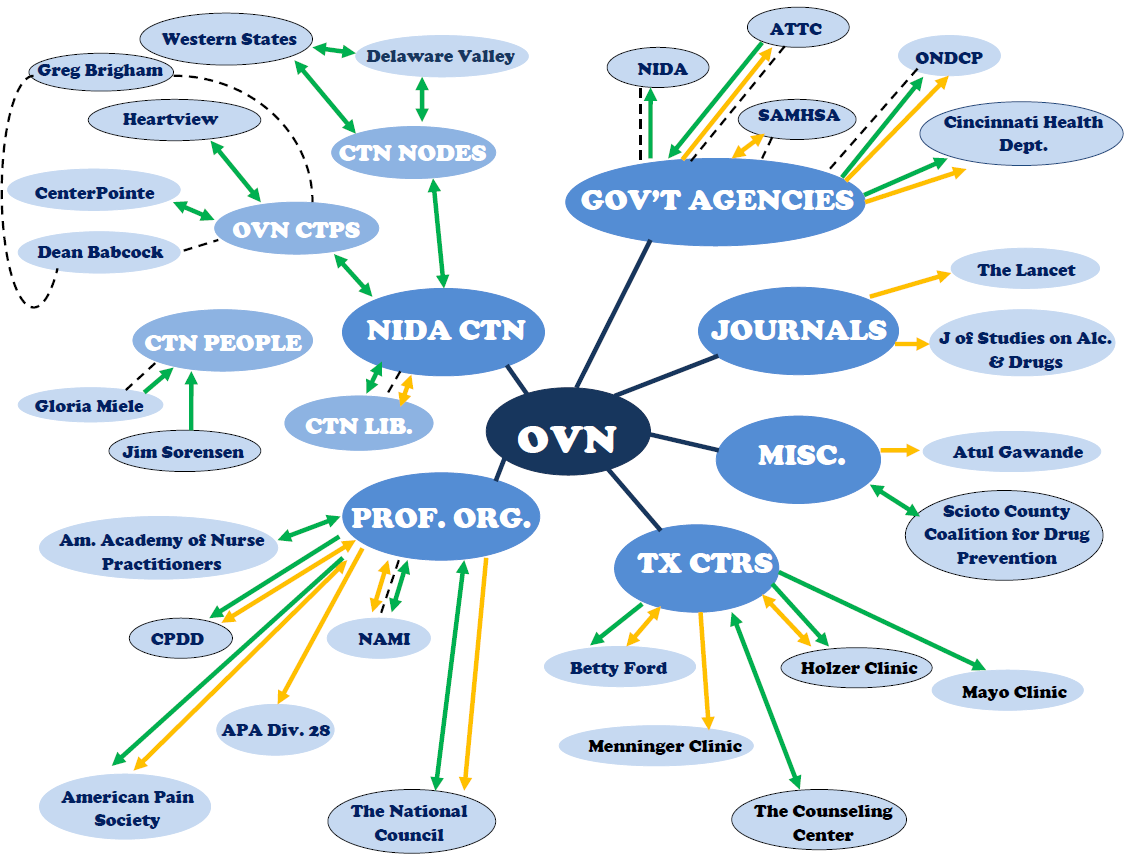 Western States
Delaware Valley
Greg Brigham
Heartview
CTN NODES
CenterPointe
OVN CTPS
Dean Babcock
NIDA CTN
CTN PEOPLE
Gloria Miele
Jim Sorensen
CTN LIB.
ATTC
NIDA
ONDCP
SAMHSA
Cincinnati Health
Dept.
GOV'T AGENCIES
The Lancet
JOURNALS
J of Studies on Alc.
& Drugs
OVN
MISC.
Atul Gawande
Scioto County
Coalition for Drug
Prevention
PROF. ORG.
Am. Academy of Nurse
Practitioners
CPDD
NAMI
APA Div. 28
American Pain
Society
The National
Council
TX CTRS
Betty Ford
Holzer Clinic
Mayo Clinic
Menninger Clinic
The Counseling
Center